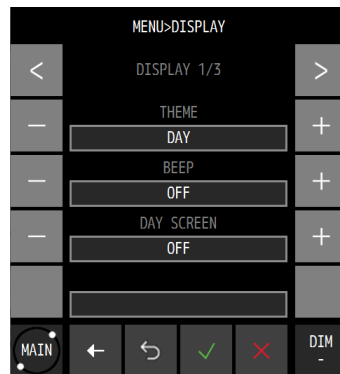 MENU>DISPLAY
< DISPLAY 1/3 >
THEME
- DAY +
BEEP
- OFF +
DAY SCREEN
- OFF +
MAIN
DIM
-